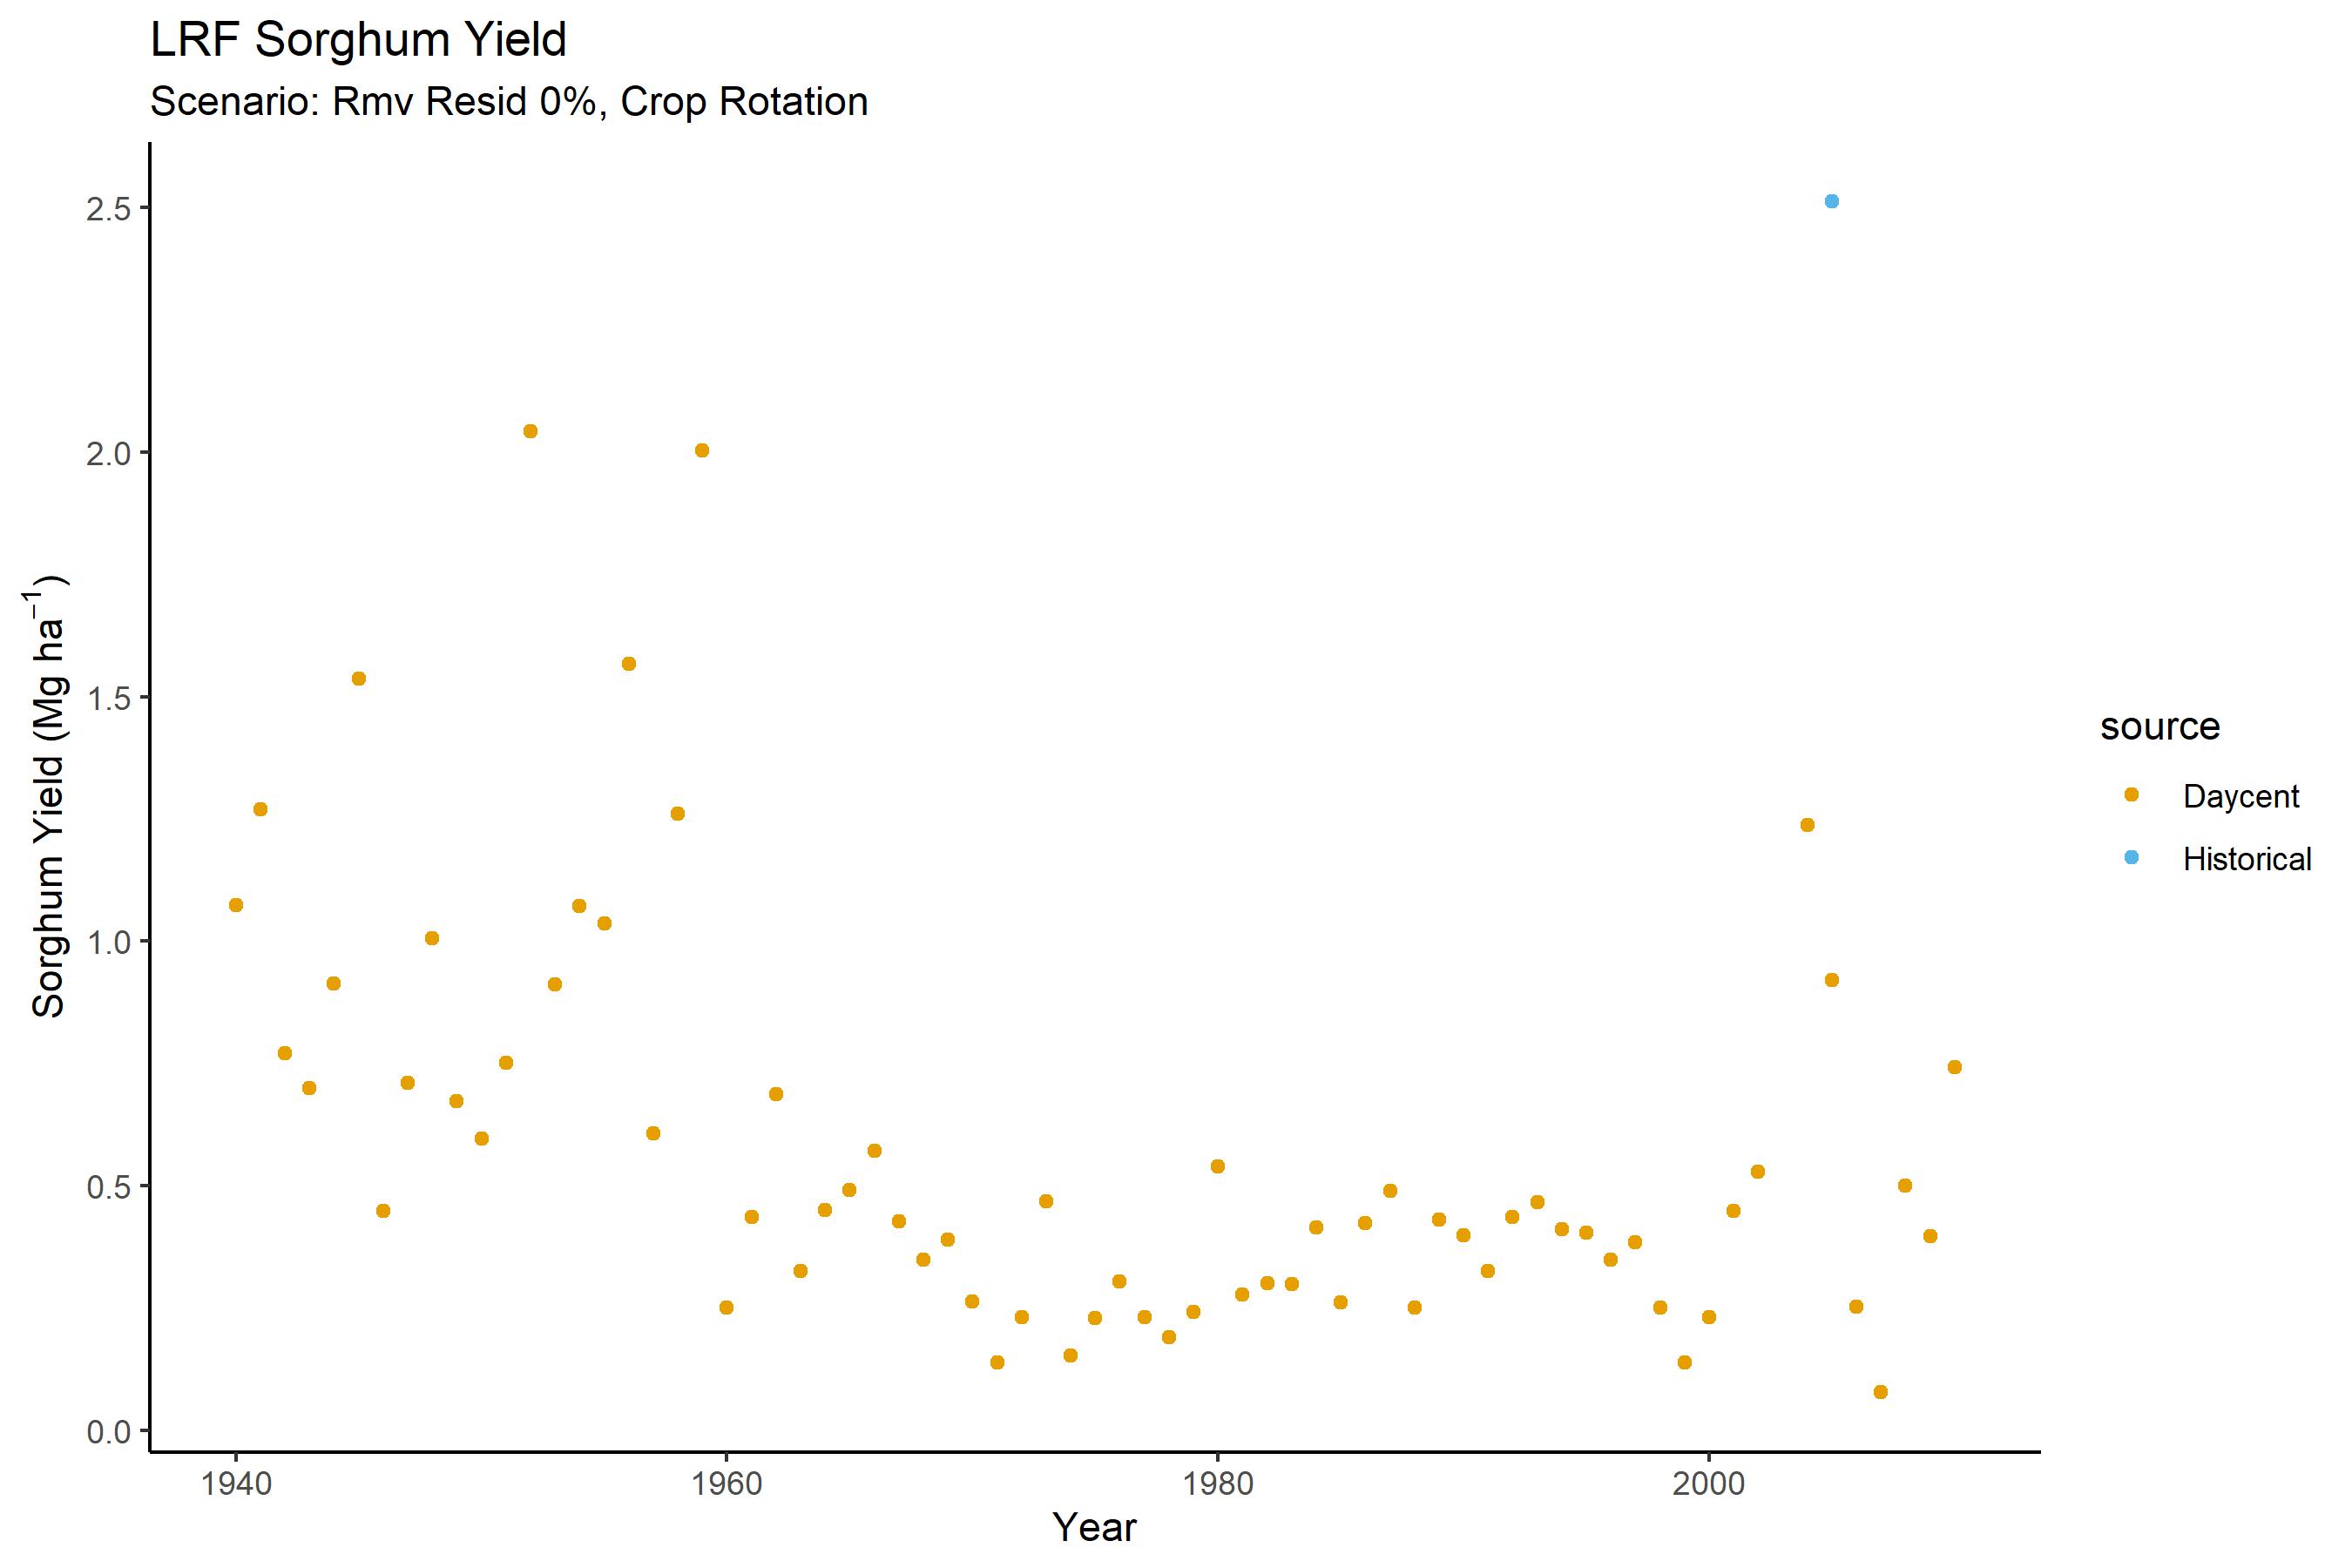 LRF Sorghum Yield
Scenario: Rmv Resid 0%, Crop Rotation
Sorghum Yield (Mg ha⁻¹)
2.5
2.0
1.5
1.0
0.5
0.0
1940 1960 1980 2000
Year
source
Daycent
Historical